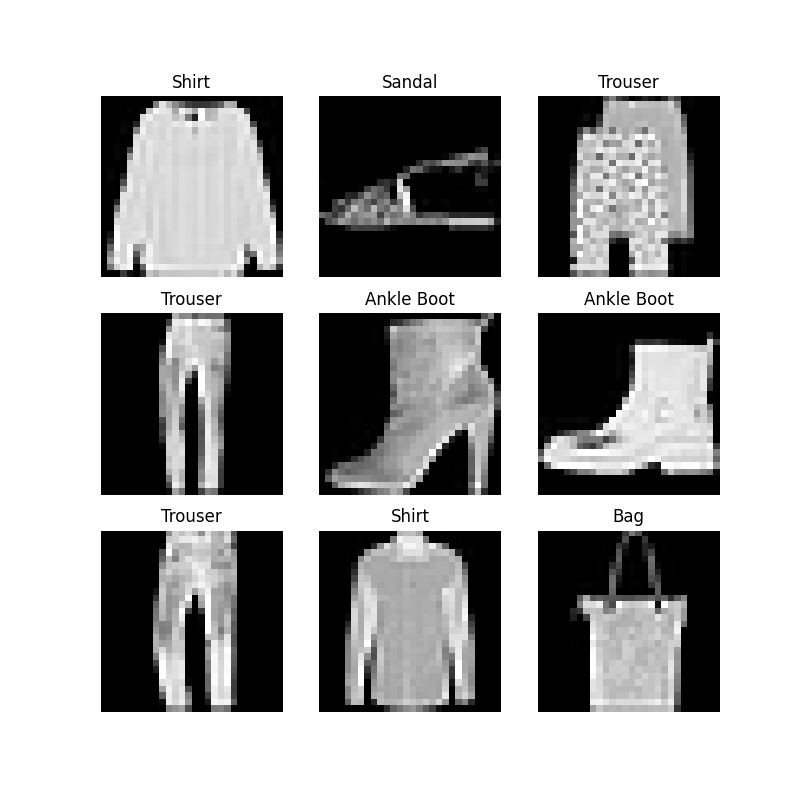 Shirt
Sandal
Trouser
Trouser
Ankle Boot
Ankle Boot
Trouser
Shirt
Bag